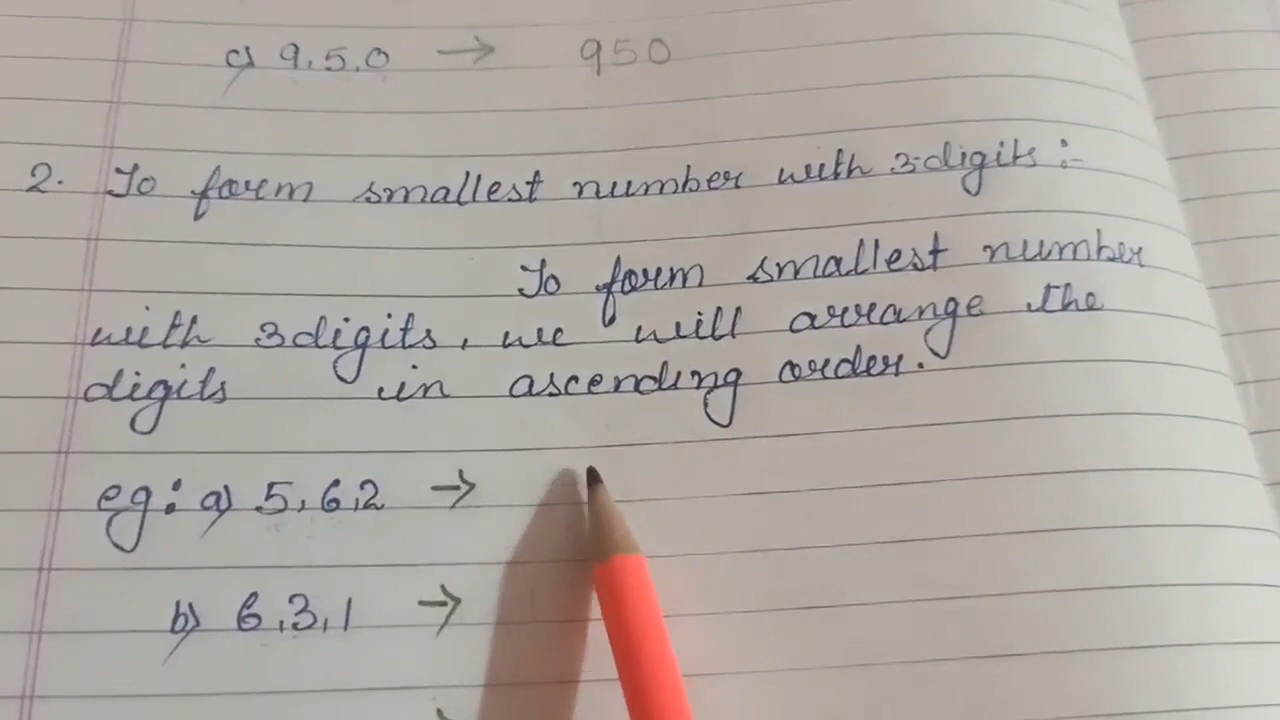 c) 9,5,0 → 950
2. To form smallest number with 3 digits :-
To form smallest number
with 3 digits, we will arrange the
digits in ascending order.
eg: a) 5,6,2 →
b) 6,3,1 →